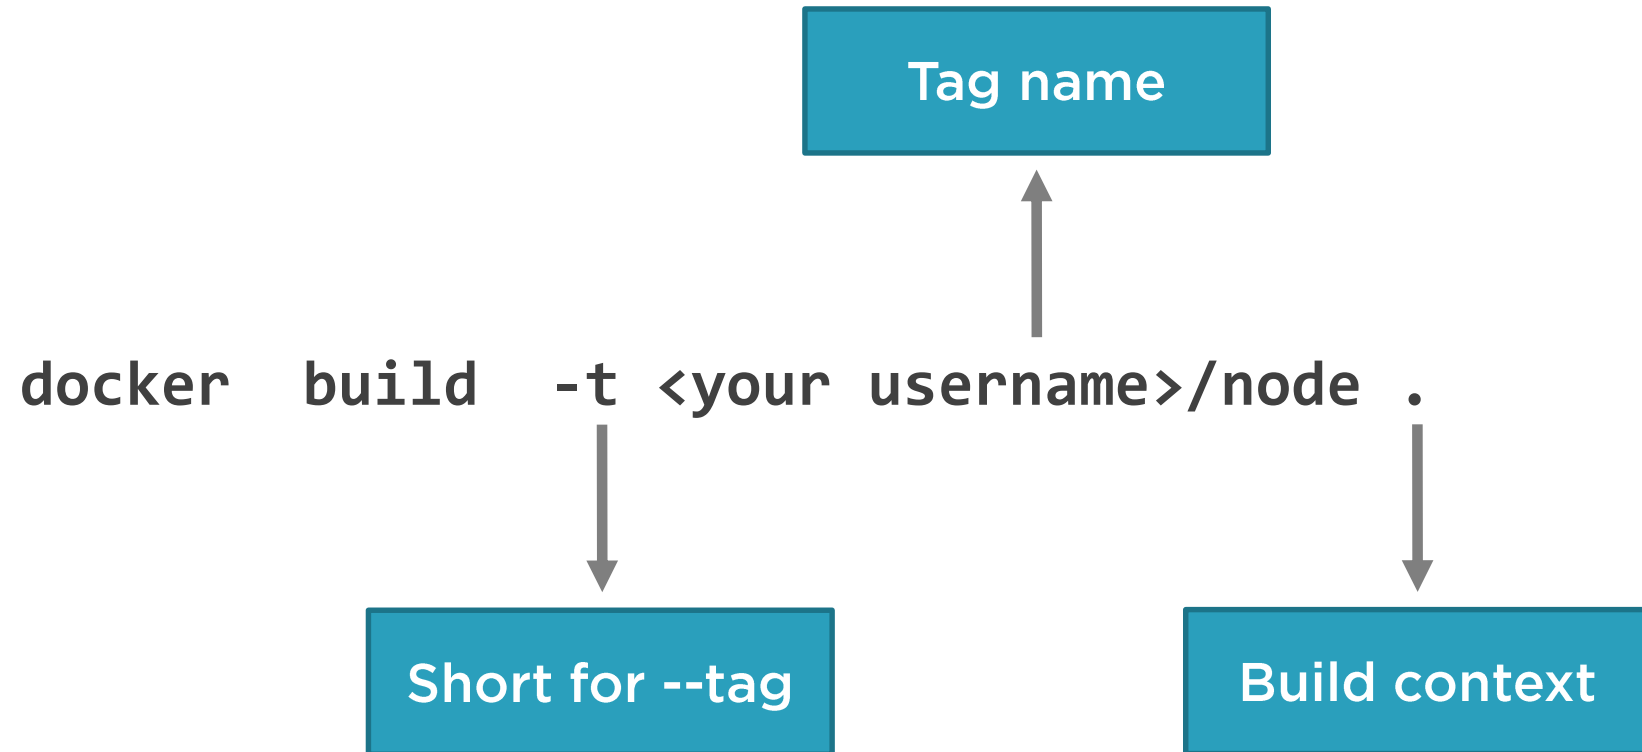 Tag name
docker build -t <your username>/node .
Short for --tag
Build context